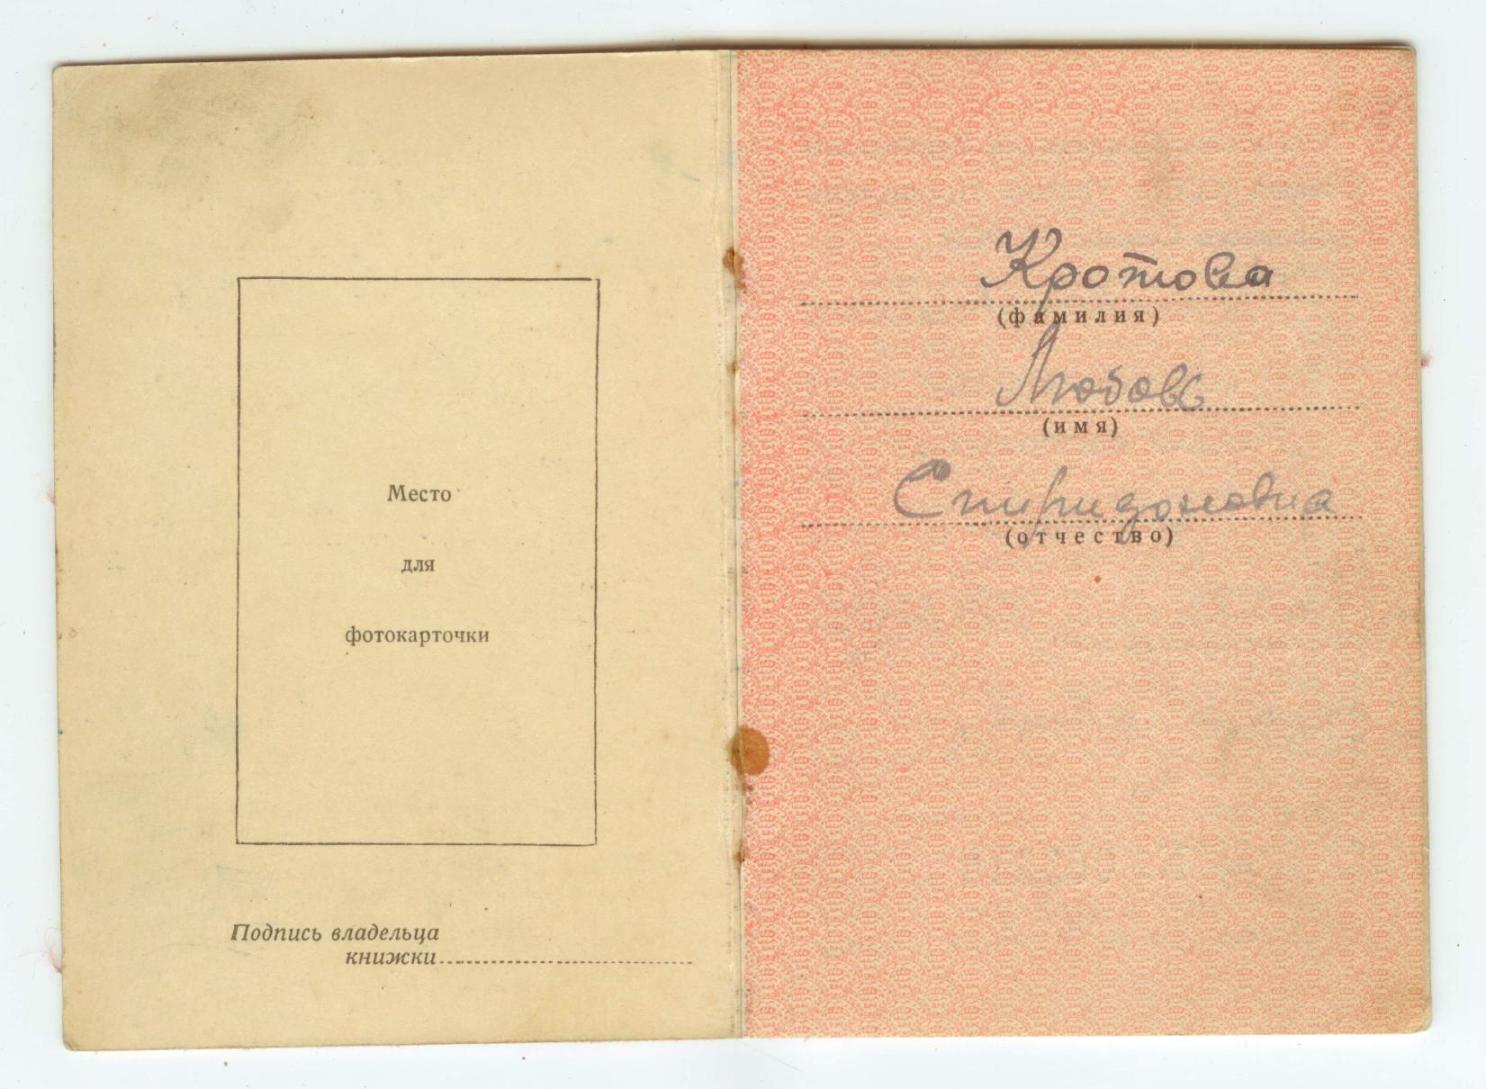 Место
для
фотокарточки
Подпись владельца
книжки
Кротова
(фамилия)
Любовь
(имя)
Спиридоновна
(отчество)